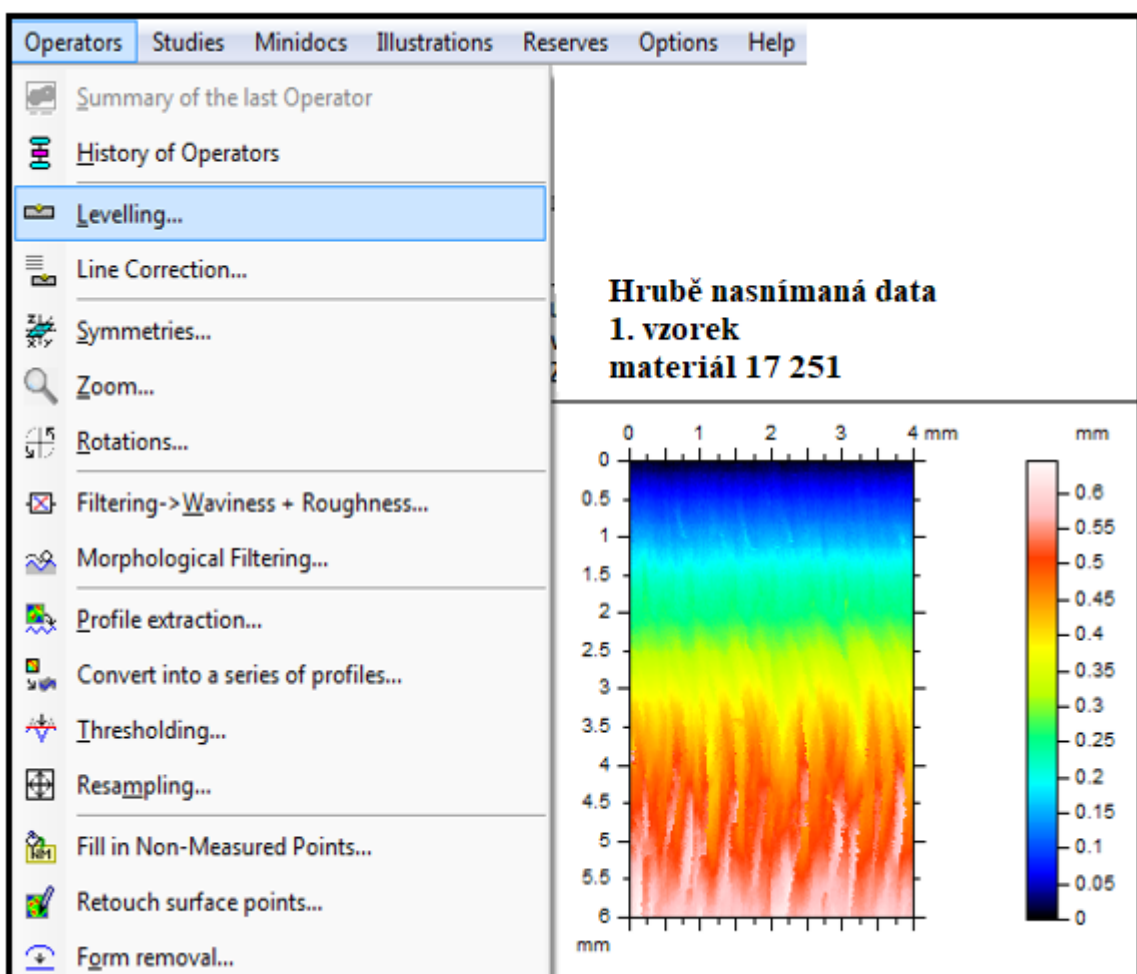 Operators Studies Minidocs Illustrations Reserves Options Help
Summary of the last Operator
History of Operators
Levelling...
Line Correction...
Symmetries...
Zoom...
Rotations...
Filtering->Waviness + Roughness...
Morphological Filtering...
Profile extraction...
Convert into a series of profiles...
Thresholding...
Resampling...
Fill in Non-Measured Points...
Retouch surface points...
Form removal...
Hrubě nasnímaná data
1. vzorek
materiál 17 251
0 1 2 3 4 mm
0
0.5
1
1.5
2
2.5
3
3.5
4
4.5
5
5.5
6
mm
mm
0.6
0.55
0.5
0.45
0.4
0.35
0.3
0.25
0.2
0.15
0.1
0.05
0